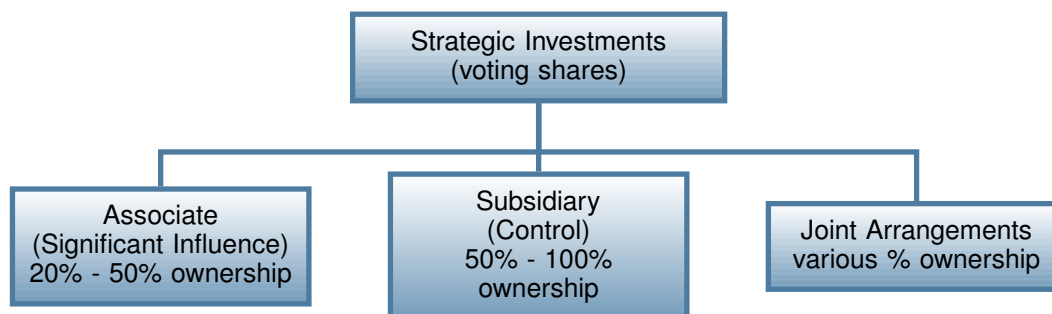 Strategic Investments
(voting shares)
Associate
(Significant Influence)
20% - 50% ownership
Subsidiary
(Control)
50% - 100%
ownership
Joint Arrangements
various % ownership